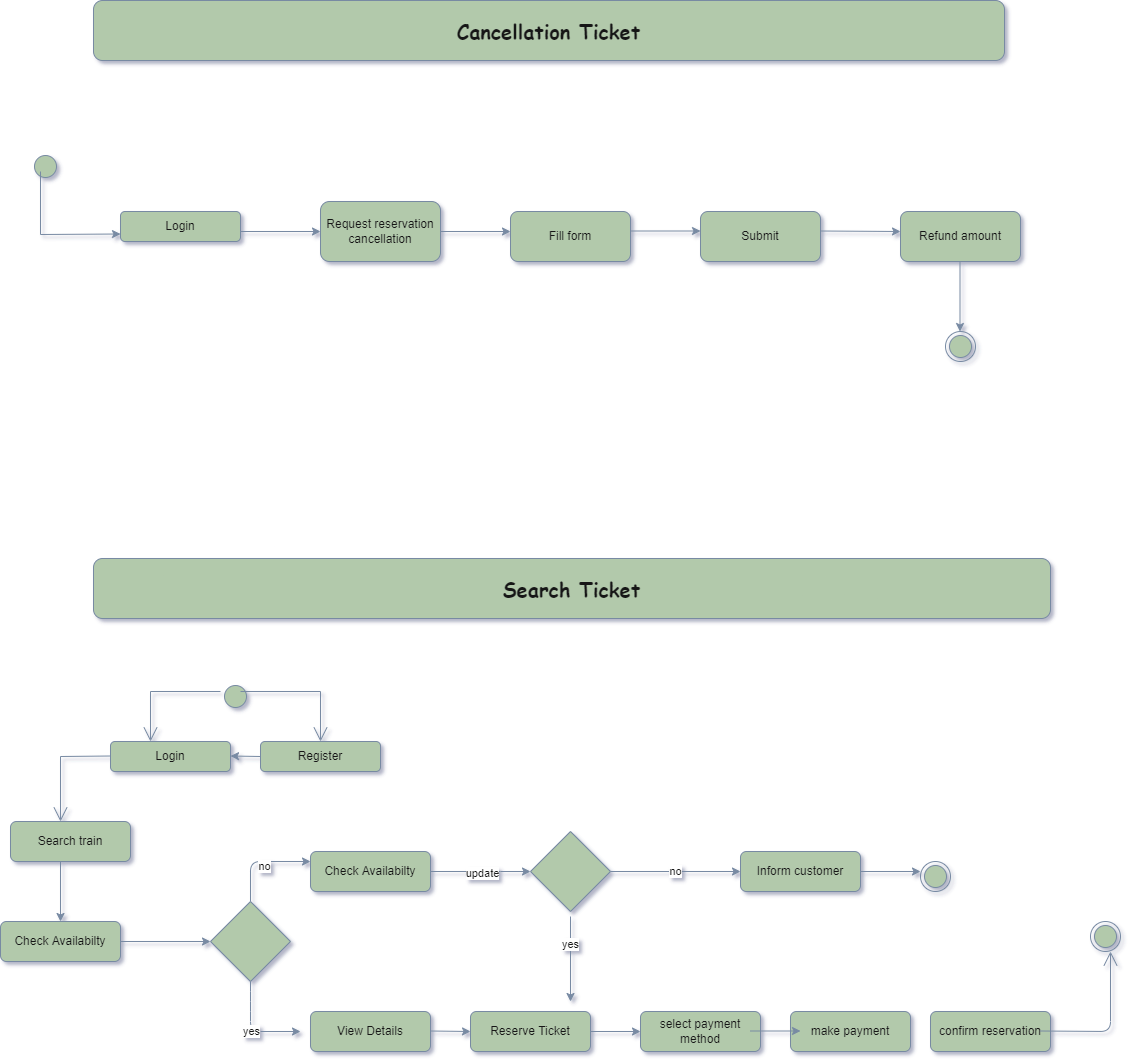 Cancellation Ticket
Login
Request reservation
cancellation
Fill form
Submit
Refund amount
Search Ticket
Login
Register
Search train
no
Check Availabilty
update
no
Inform customer
Check Availabilty
yes
yes
View Details
Reserve Ticket
select payment
method
make payment
confirm reservation